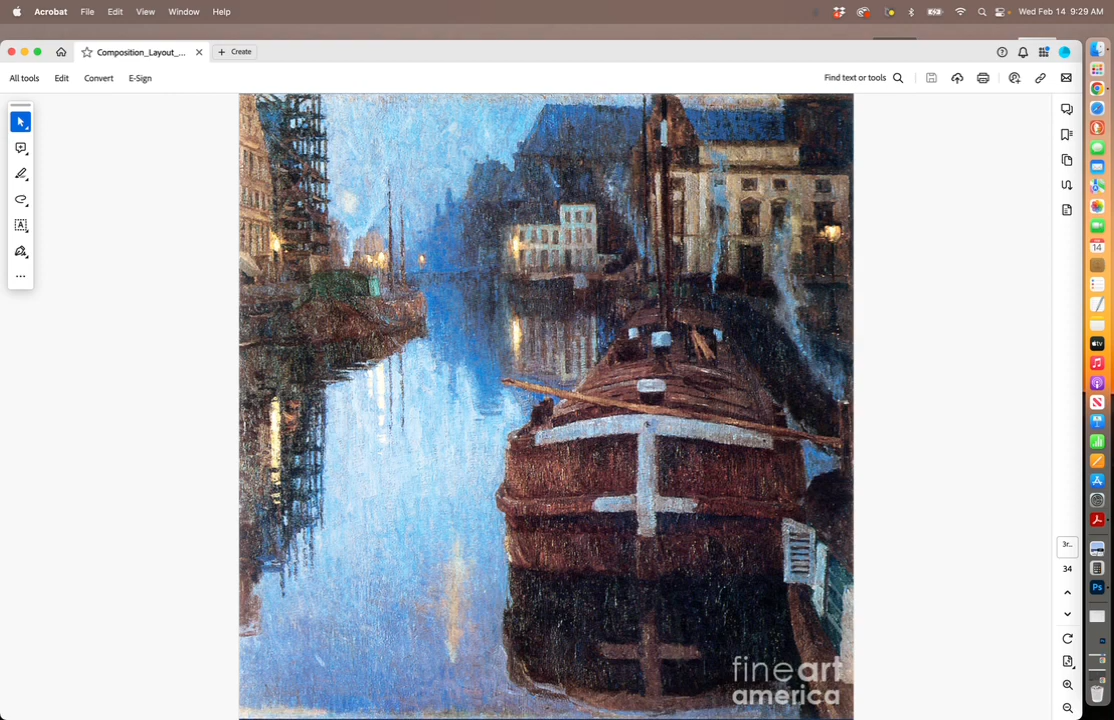 Acrobat File Edit View Window Help Wed Feb 14 9:29 AM
Composition_Layout_... Create
All tools Edit Convert E-Sign Find text or tools
3r...
34
fineart
america